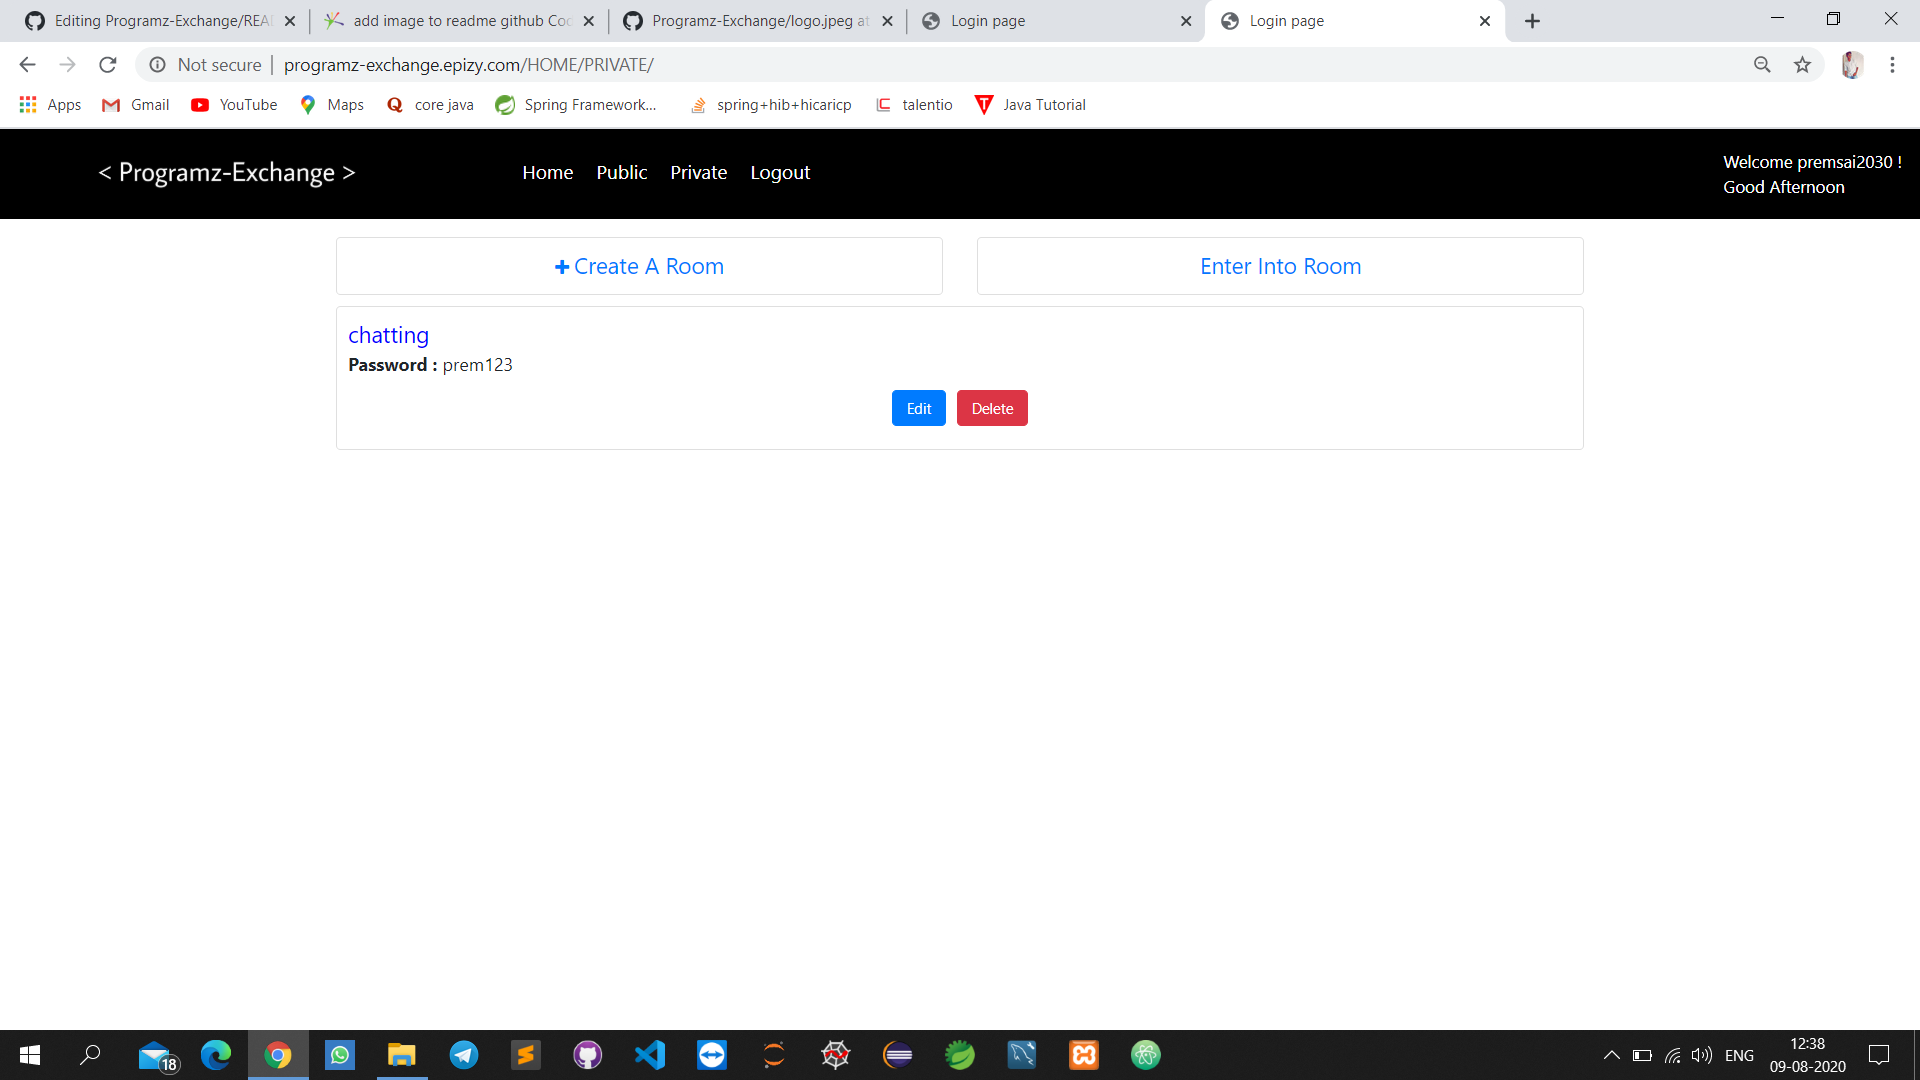 Editing Programz-Exchange/REA
add image to readme github Coc
Programz-Exchange/logo.jpeg at
Login page
Login page
Not secure
programz-exchange.epizy.com/HOME/PRIVATE/
Apps
Gmail
YouTube
Maps
core java
Spring Framework...
spring+hib+hicaricp
talentio
Java Tutorial
< Programz-Exchange >
Home
Public
Private
Logout
Welcome premsai2030 !
Good Afternoon
Create A Room
Enter Into Room
chatting
Password : prem123
Edit
Delete
18
ENG
12:38
09-08-2020